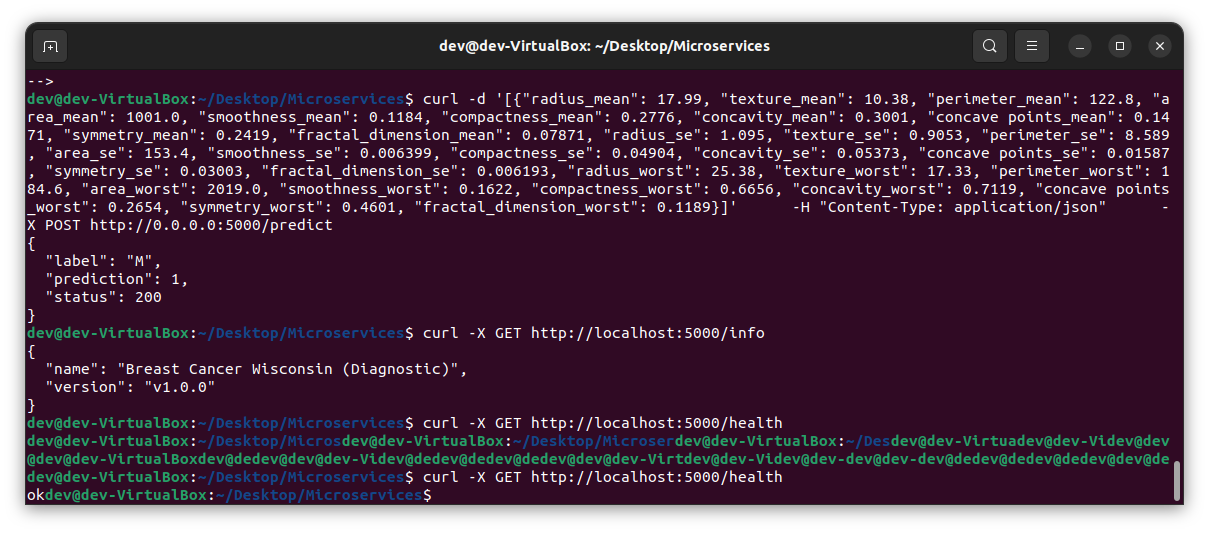 dev@dev-VirtualBox: ~/Desktop/Microservices
-->
dev@dev-VirtualBox:~/Desktop/Microservices$ curl -d '[{"radius_mean": 17.99, "texture_mean": 10.38, "perimeter_mean": 122.8, "a
rea_mean": 1001.0, "smoothness_mean": 0.1184, "compactness_mean": 0.2776, "concavity_mean": 0.3001, "concave points_mean": 0.14
71, "symmetry_mean": 0.2419, "fractal_dimension_mean": 0.07871, "radius_se": 1.095, "texture_se": 0.9053, "perimeter_se": 8.589
, "area_se": 153.4, "smoothness_se": 0.006399, "compactness_se": 0.04904, "concavity_se": 0.05373, "concave points_se": 0.01587
, "symmetry_se": 0.03003, "fractal_dimension_se": 0.006193, "radius_worst": 25.38, "texture_worst": 17.33, "perimeter_worst": 1
84.6, "area_worst": 2019.0, "smoothness_worst": 0.1622, "compactness_worst": 0.6656, "concavity_worst": 0.7119, "concave points
_worst": 0.2654, "symmetry_worst": 0.4601, "fractal_dimension_worst": 0.1189}]'      -H "Content-Type: application/json"      -
X POST http://0.0.0.0:5000/predict
{
  "label": "M",
  "prediction": 1,
  "status": 200
}
dev@dev-VirtualBox:~/Desktop/Microservices$ curl -X GET http://localhost:5000/info
{
  "name": "Breast Cancer Wisconsin (Diagnostic)",
  "version": "v1.0.0"
}
dev@dev-VirtualBox:~/Desktop/Microservices$ curl -X GET http://localhost:5000/health
dev@dev-VirtualBox:~/Desktop/Microsdev@dev-VirtualBox:~/Desktop/Microserdev@dev-VirtualBox:~/Desdev@dev-Virtuadev@dev-Videv@dev
@dev@dev-VirtualBoxdev@dedev@dev@dev-Videv@dedev@dedev@dedev@dev@dev-Virtdev@dev-Videv@dev-dev@dev-dev@dedev@dedev@dedev@dev@de
dev@dev-VirtualBox:~/Desktop/Microservices$ curl -X GET http://localhost:5000/health
okdev@dev-VirtualBox:~/Desktop/Microservices$